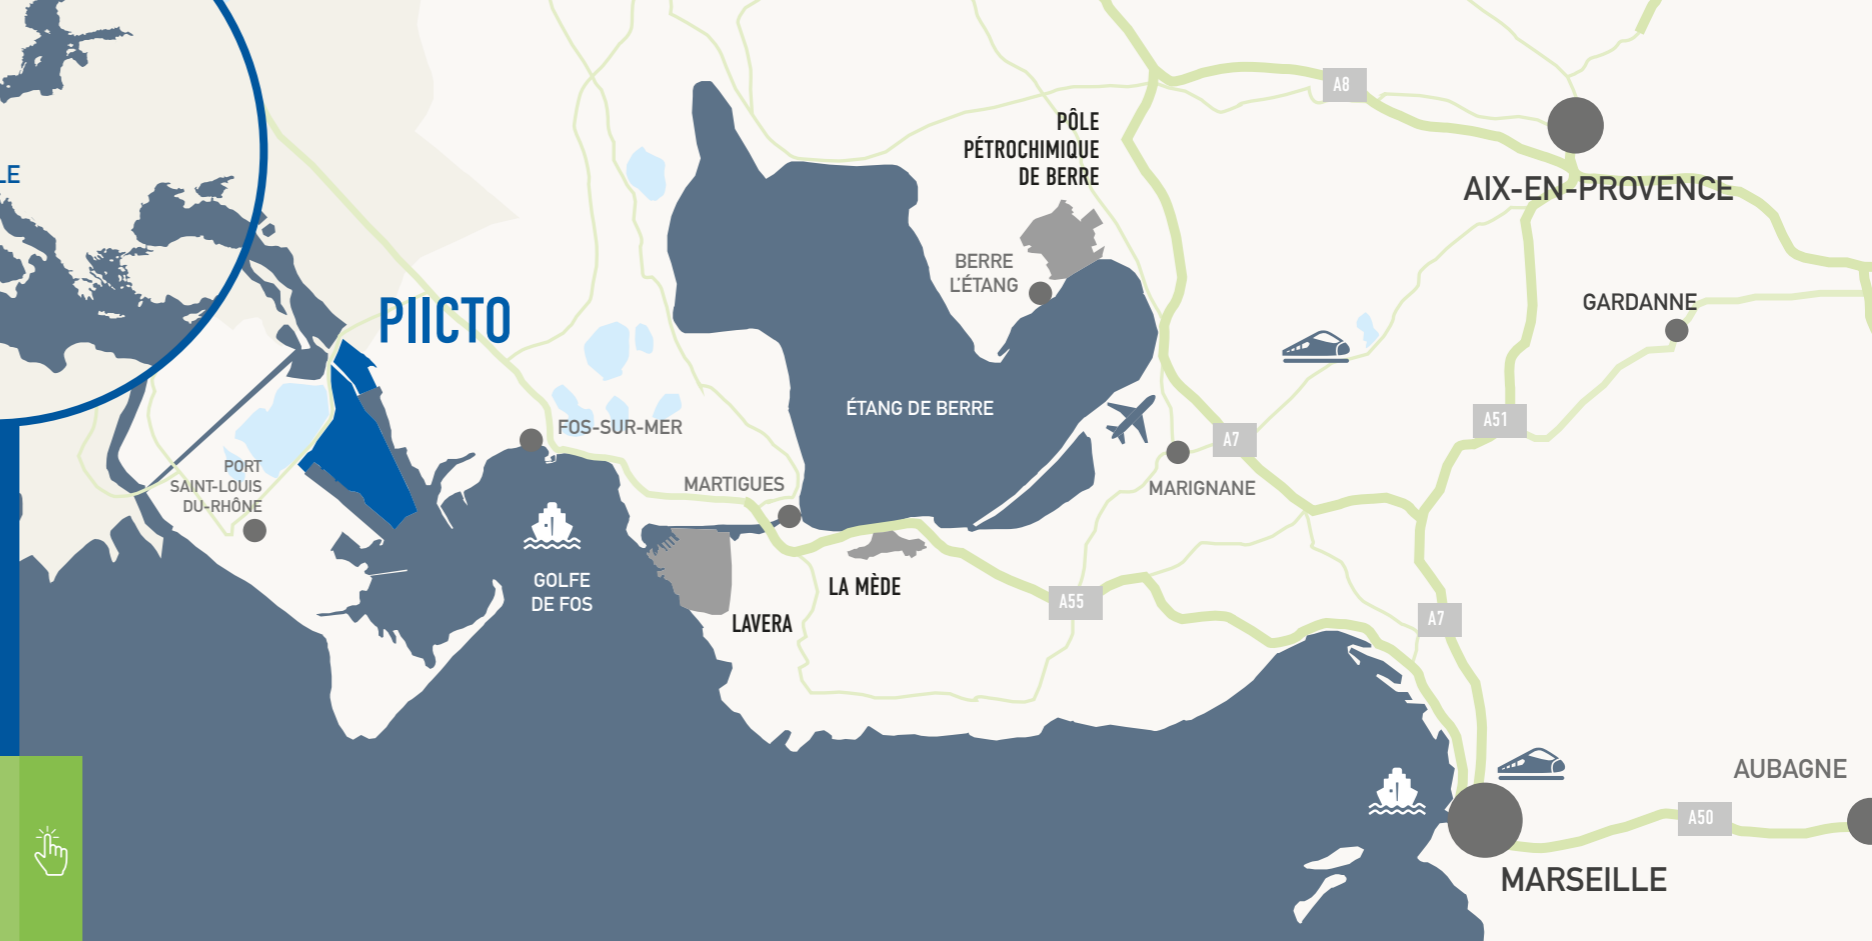 LE
PIICTO
PÔLE
PÉTROCHIMIQUE
DE BERRE
BERRE
L'ÉTANG
ÉTANG DE BERRE
A8
AIX-EN-PROVENCE
GARDANNE
A51
A7
MARIGNANE
FOS-SUR-MER
MARTIGUES
PORT
SAINT-LOUIS
DU-RHÔNE
GOLFE
DE FOS
LA MÈDE
LAVERA
A55
A7
AUBAGNE
A50
MARSEILLE